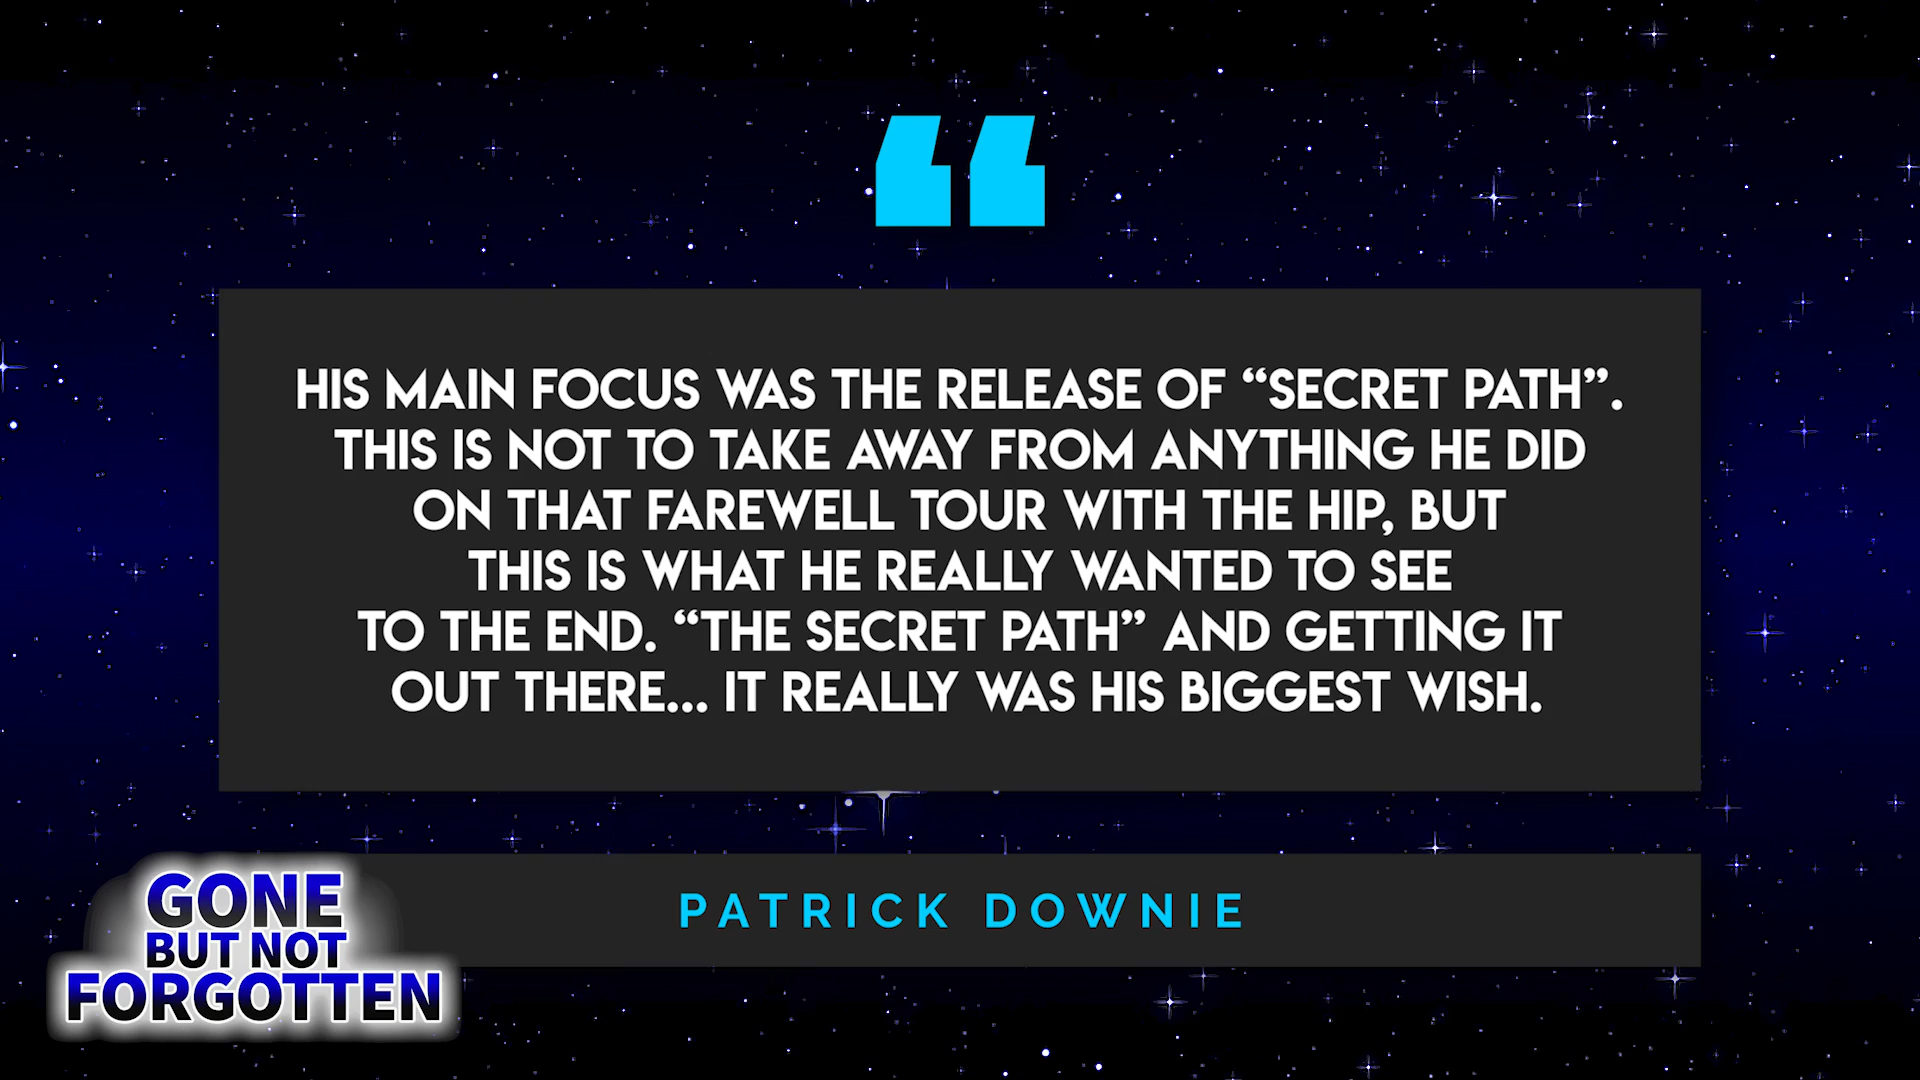 “
HIS MAIN FOCUS WAS THE RELEASE OF “SECRET PATH”.
THIS IS NOT TO TAKE AWAY FROM ANYTHING HE DID
ON THAT FAREWELL TOUR WITH THE HIP, BUT
THIS IS WHAT HE REALLY WANTED TO SEE
TO THE END. “THE SECRET PATH” AND GETTING IT
OUT THERE... IT REALLY WAS HIS BIGGEST WISH.
PATRICK DOWNIE
GONE
BUT NOT
FORGOTTEN